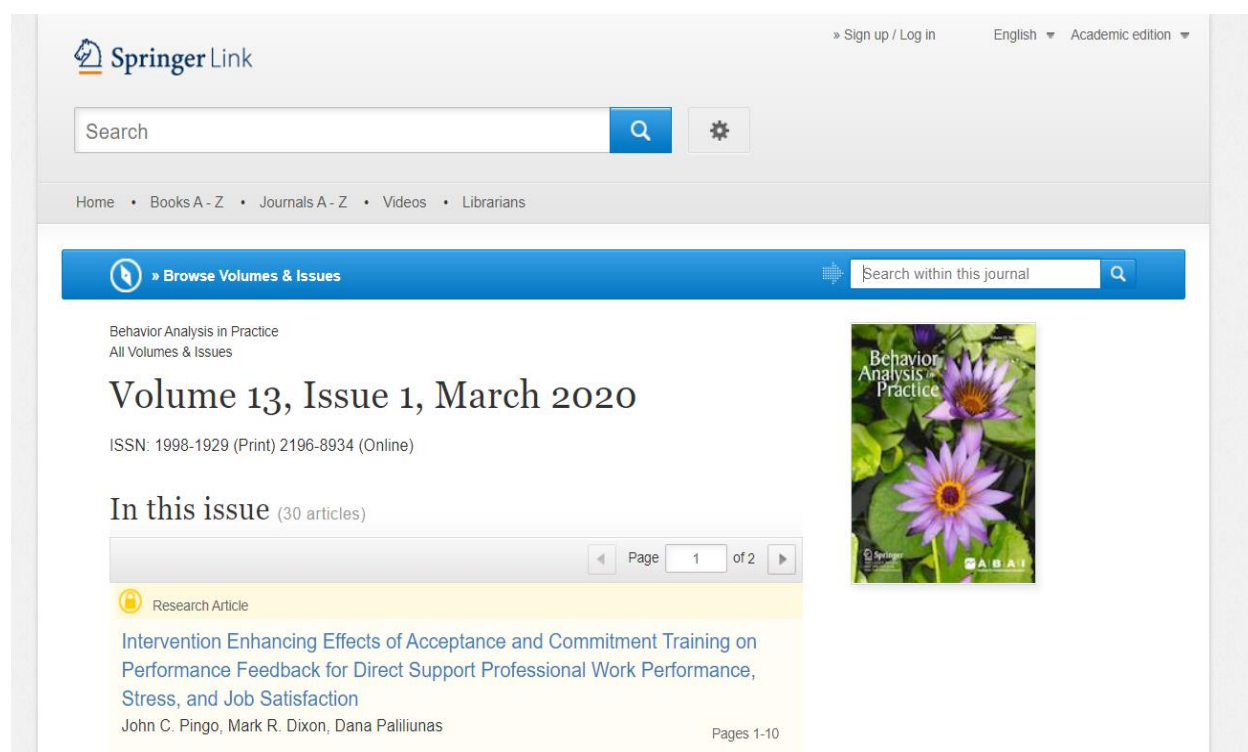 » Sign up / Log in English Academic edition
Springer Link
Search
Home • Books A - Z • Journals A - Z • Videos • Librarians
» Browse Volumes & Issues
Search within this journal
Behavior Analysis in Practice
All Volumes & Issues
Volume 13, Issue 1, March 2020
ISSN: 1998-1929 (Print) 2196-8934 (Online)
In this issue (30 articles)
Page 1 of 2
Research Article
Intervention Enhancing Effects of Acceptance and Commitment Training on
Performance Feedback for Direct Support Professional Work Performance,
Stress, and Job Satisfaction
John C. Pingo, Mark R. Dixon, Dana Paliliunas
Pages 1-10
Behavior
Analysis in
Practice
Springer
ABAI